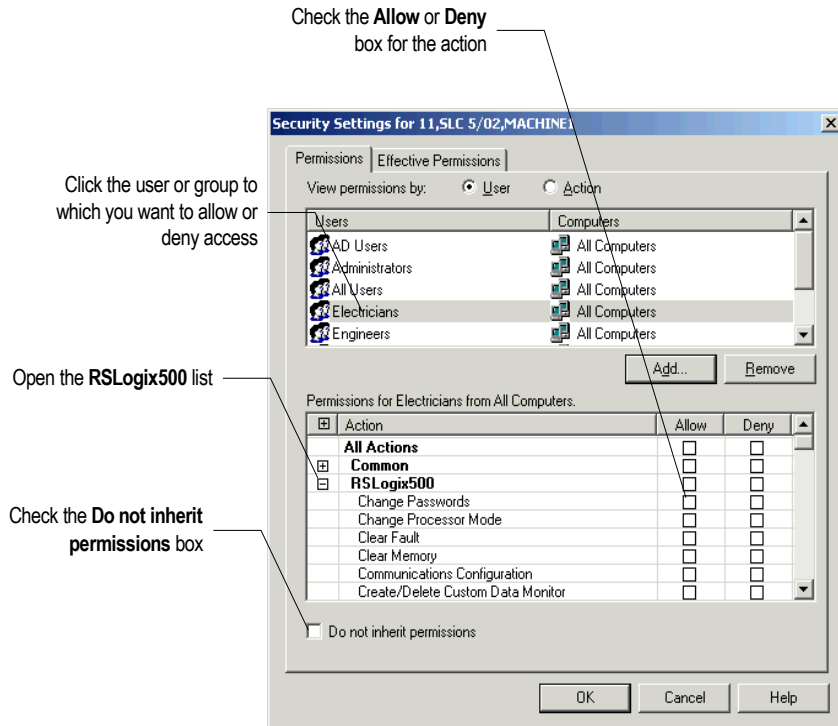 Check the Allow or Deny
box for the action
Security Settings for 11,SLC 5/02,MACHINE1
Permissions
Effective Permissions
Click the user or group to
which you want to allow or
deny access
View permissions by: User Action
Users Computers
AD Users All Computers
Administrators All Computers
All Users All Computers
Electricians All Computers
Engineers All Computers
Add... Remove
Open the RSLogix500 list
Permissions for Electricians from All Computers.
Action Allow Deny
All Actions
Common
RSLogix500
Change Passwords
Change Processor Mode
Clear Fault
Clear Memory
Communications Configuration
Create/Delete Custom Data Monitor
Check the Do not inherit
permissions box
Do not inherit permissions
OK Cancel Help